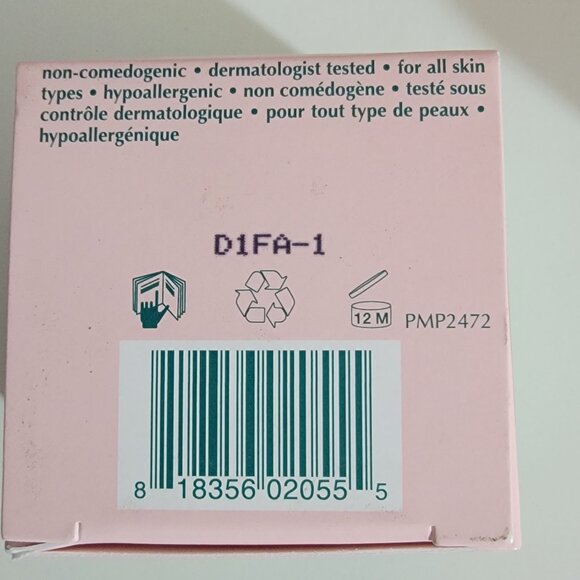 non-comedogenic • dermatologist tested • for all skin
types • hypoallergenic • non comédogène • testé sous
contrôle dermatologique • pour tout type de peaux •
hypoallergénique
D1FA-1
12 M PMP2472
8 18356 02055 5